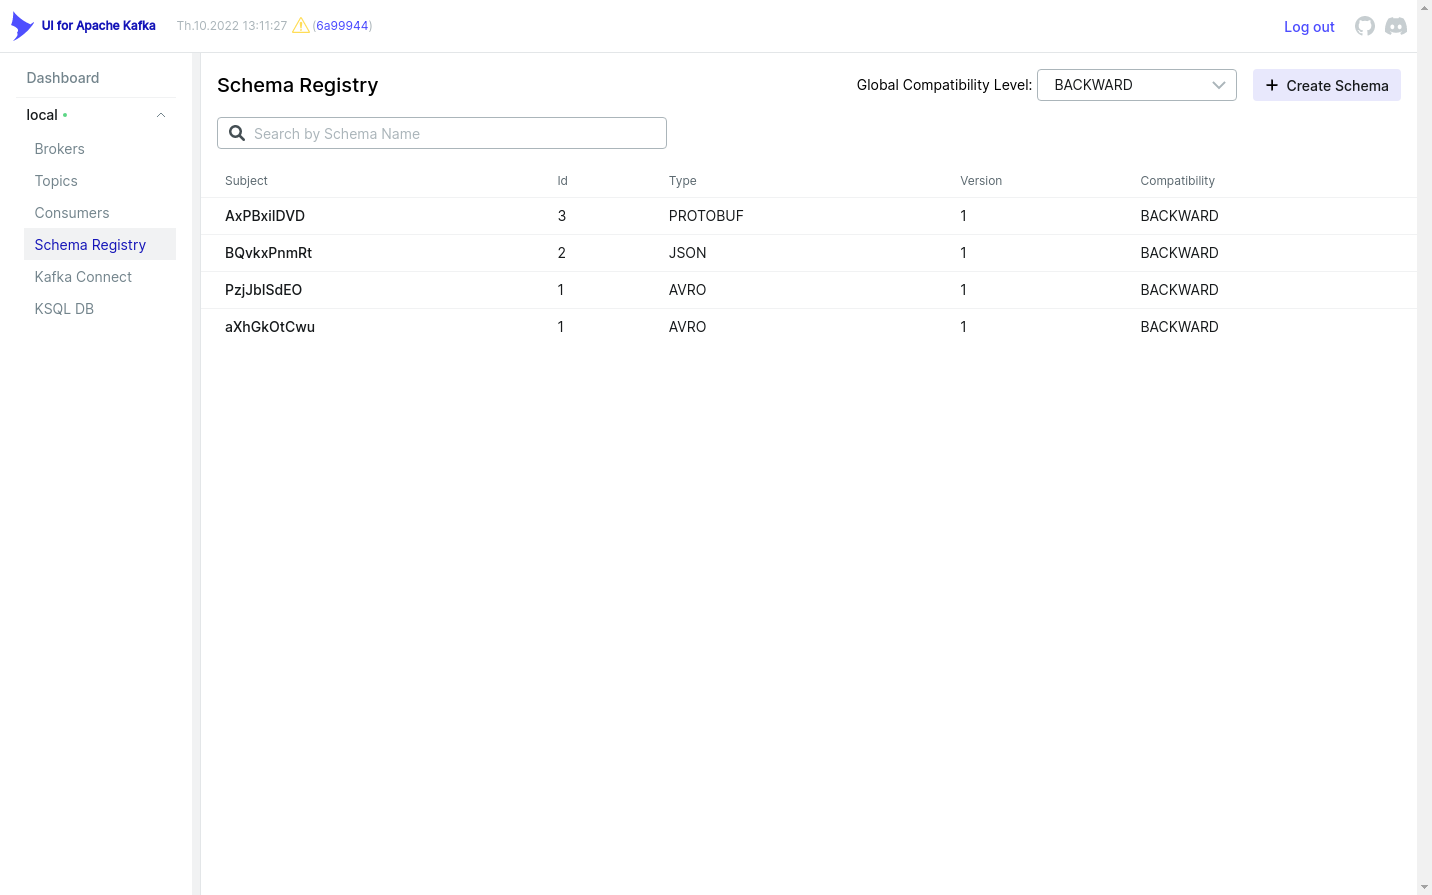 UI for Apache Kafka Th.10.2022 13:11:27 (6a99944) Log out
Dashboard
local
Brokers
Topics
Consumers
Schema Registry
Kafka Connect
KSQL DB
Schema Registry Global Compatibility Level: BACKWARD Create Schema
Search by Schema Name
Subject Id Type Version Compatibility
AxPBxilDVD 3 PROTOBUF 1 BACKWARD
BQvkxPnmRt 2 JSON 1 BACKWARD
PzjJblSdEO 1 AVRO 1 BACKWARD
aXhGkOtCwu 1 AVRO 1 BACKWARD